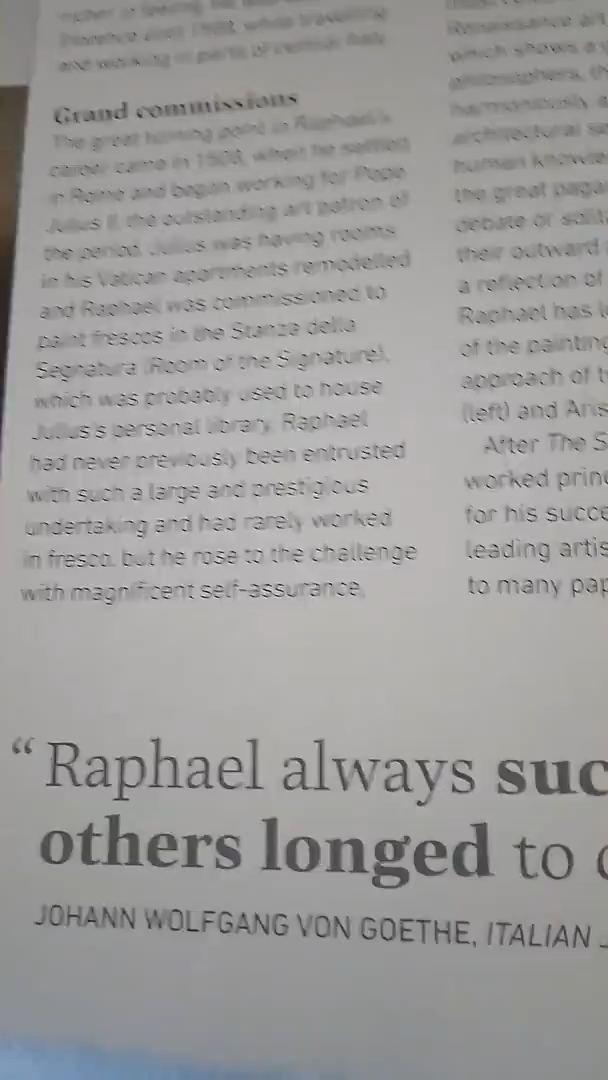 and working in parts of central Italy.
Grand commissions
The great turning point in Raphael's
career came in 1508, when he settled
in Rome and began working for Pope
Julius II, the outstanding art patron of
the period. Julius was having rooms
in his Vatican apartments remodelled
and Raphael was commissioned to
paint frescos in the Stanza della
Segnatura (Room of the Signature),
which was probably used to house
Julius's personal library. Raphael
had never previously been entrusted
with such a large and prestigious
undertaking and had rarely worked
in fresco, but he rose to the challenge
with magnificent self-assurance.
Renaissance art
which shows a
philosophers, th
harmoniously a
architectural se
human knowle
the great paga
debate or solit
their outward
a reflection of
Raphael has
of the painting
approach of t
(left) and Aris
After The S
worked prin
for his succe
leading artis
to many pap
“Raphael always suc
others longed to
JOHANN WOLFGANG VON GOETHE, ITALIAN